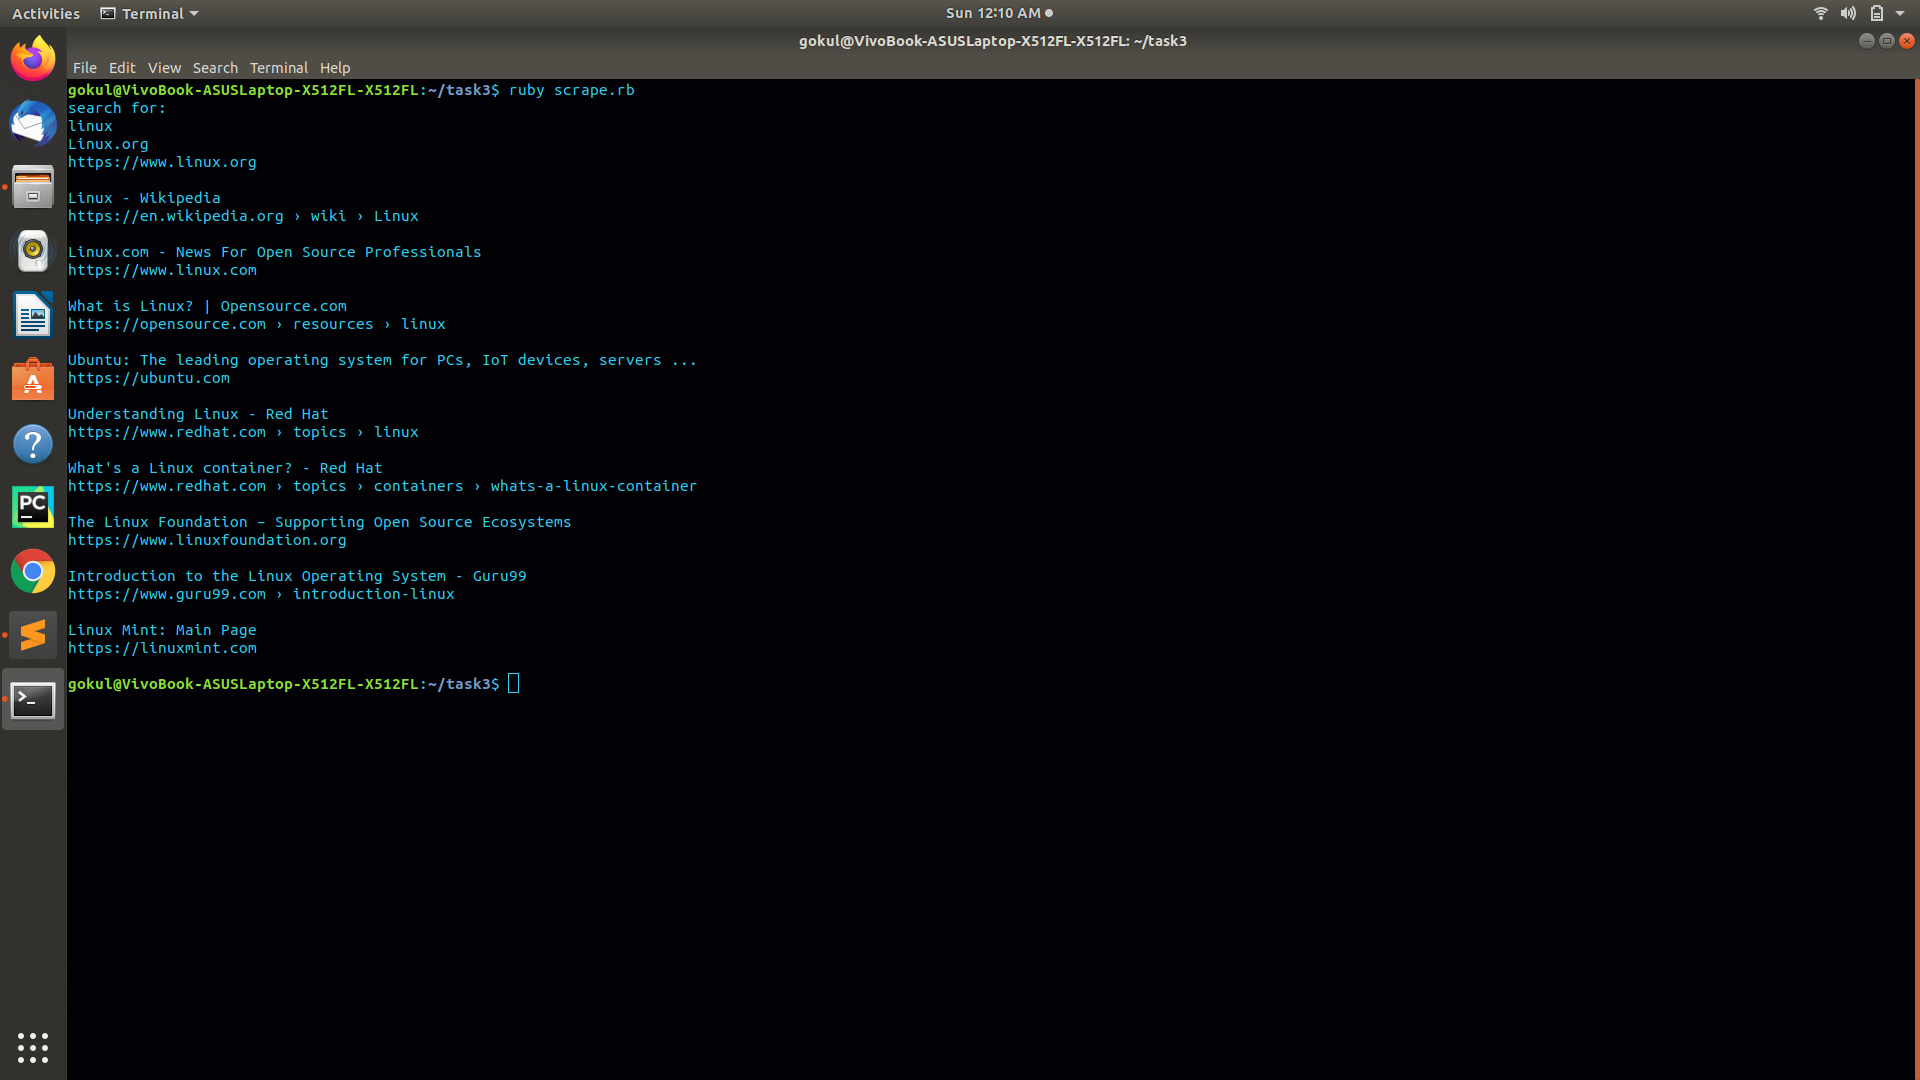 Activities Terminal Sun 12:10 AM
gokul@VivoBook-ASUSLaptop-X512FL-X512FL: ~/task3
File Edit View Search Terminal Help
gokul@VivoBook-ASUSLaptop-X512FL-X512FL:~/task3$ ruby scrape.rb
search for:
linux
Linux.org
https://www.linux.org
Linux - Wikipedia
https://en.wikipedia.org › wiki › Linux
Linux.com - News For Open Source Professionals
https://www.linux.com
What is Linux? | Opensource.com
https://opensource.com › resources › linux
Ubuntu: The leading operating system for PCs, IoT devices, servers ...
https://ubuntu.com
Understanding Linux - Red Hat
https://www.redhat.com › topics › linux
What's a Linux container? - Red Hat
https://www.redhat.com › topics › containers › whats-a-linux-container
The Linux Foundation – Supporting Open Source Ecosystems
https://www.linuxfoundation.org
Introduction to the Linux Operating System - Guru99
https://www.guru99.com › introduction-linux
Linux Mint: Main Page
https://linuxmint.com
gokul@VivoBook-ASUSLaptop-X512FL-X512FL:~/task3$
PC